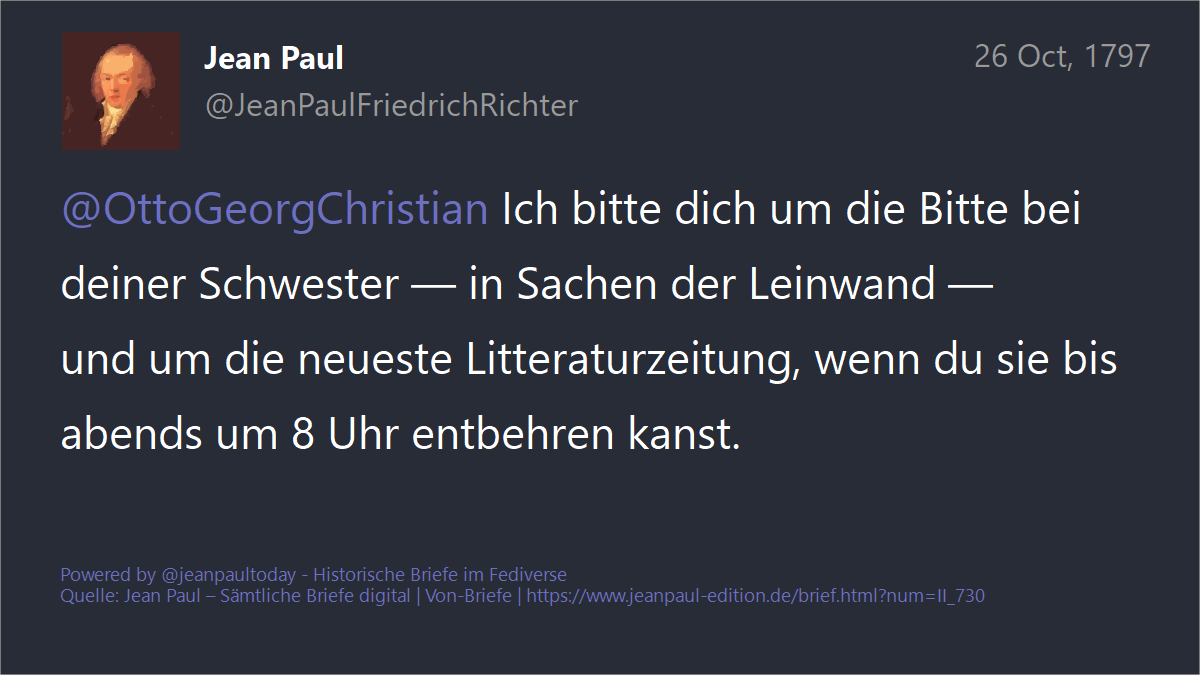 Jean Paul
26 Oct, 1797
@JeanPaulFriedrichRichter
@OttoGeorgChristian Ich bitte dich um die Bitte bei
deiner Schwester — in Sachen der Leinwand —
und um die neueste Litteraturzeitung, wenn du sie bis
abends um 8 Uhr entbehren kanst.
Powered by @jeanpaultoday - Historische Briefe im Fediverse
Quelle: Jean Paul – Sämtliche Briefe digital | Von-Briefe | https://www.jeanpaul-edition.de/brief.html?num=II_730